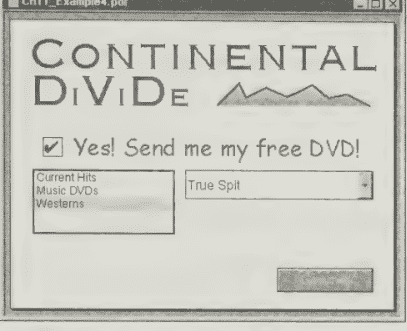 Ch11_Example4.pdf
CONTINENTAL
DiViDe
✔ Yes! Send me my free DVD!
Current Hits
Music DVDs
Westerns
True Spit